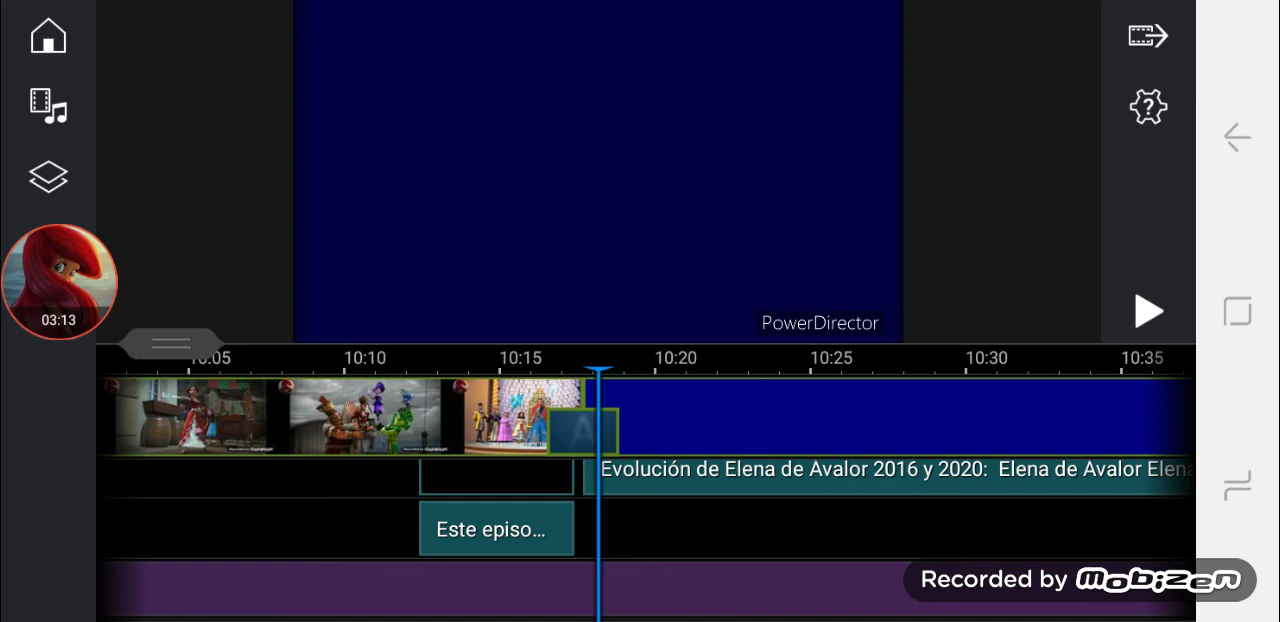 03:13
PowerDirector
10:05
10:10
10:15
10:20
10:25
10:30
10:35
A
Evolución de Elena de Avalor 2016 y 2020: Elena de Avalor Elena
Este episo...
Recorded by mobizen